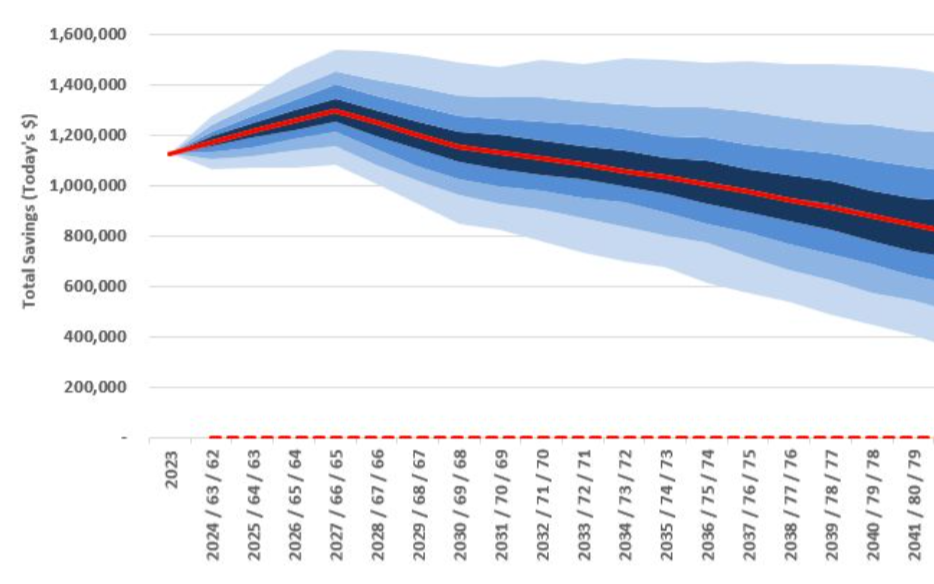 Total Savings (Today's $)
1,600,000
1,400,000
1,200,000
1,000,000
800,000
600,000
400,000
200,000
-
2023
2024 / 63 / 62
2025 / 64 / 63
2026 / 65 / 64
2027 / 66 / 65
2028 / 67 / 66
2029 / 68 / 67
2030 / 69 / 68
2031 / 70 / 69
2032 / 71 / 70
2033 / 72 / 71
2034 / 73 / 72
2035 / 74 / 73
2036 / 75 / 74
2037 / 76 / 75
2038 / 77 / 76
2039 / 78 / 77
2040 / 79 / 78
2041 / 80 / 79